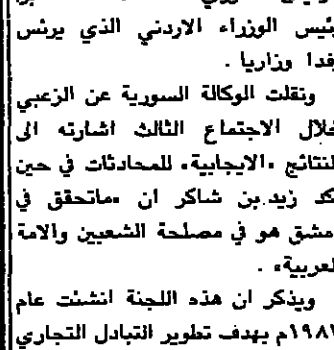 رئيس الوزراء الاردني الذي يرئس
وفدا وزاريا .
ونقلت الوكالة السورية عن الزعبي
خلال الاجتماع الثالث اشارته الى
النتائج «الايجابية» للمحادثات في حين
اكد زيد بن شاكر ان «ماتحقق في
دمشق هو في مصلحة الشعبين والامة
العربية» .
ويذكر ان هذه اللجنة انشئت عام
م بهدف تطوير التبادل التجاري